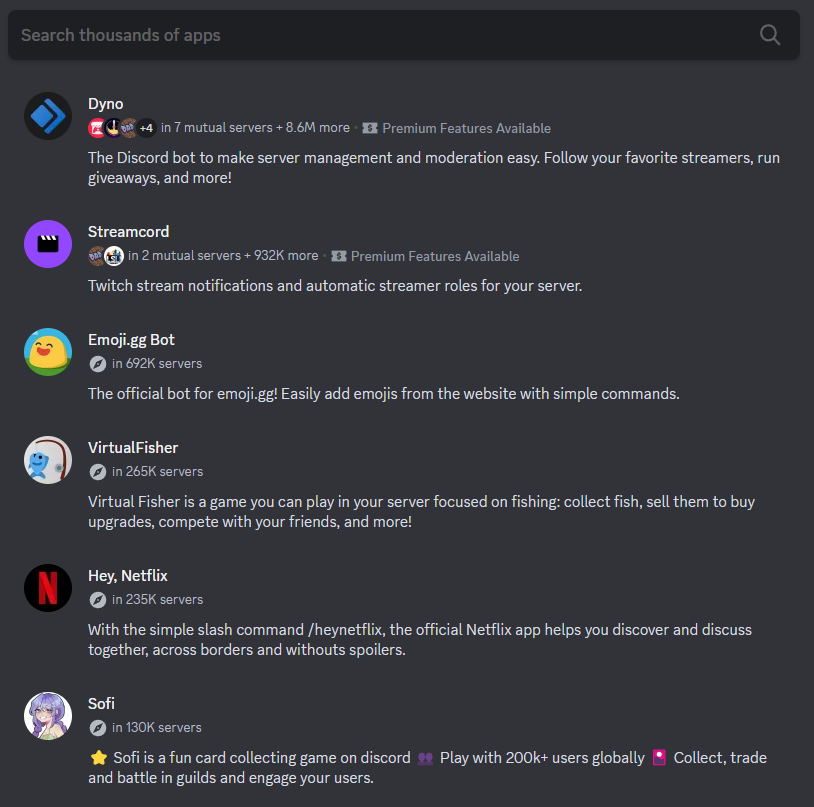 Search thousands of apps
Dyno
+4 in 7 mutual servers + 8.6M more • Premium Features Available
The Discord bot to make server management and moderation easy. Follow your favorite streamers, run
giveaways, and more!
Streamcord
in 2 mutual servers + 932K more • Premium Features Available
Twitch stream notifications and automatic streamer roles for your server.
Emoji.gg Bot
in 692K servers
The official bot for emoji.gg! Easily add emojis from the website with simple commands.
VirtualFisher
in 265K servers
Virtual Fisher is a game you can play in your server focused on fishing: collect fish, sell them to buy
upgrades, compete with your friends, and more!
N
Hey, Netflix
in 235K servers
With the simple slash command /heynetflix, the official Netflix app helps you discover and discuss
together, across borders and withouts spoilers.
Sofi
in 130K servers
⭐ Sofi is a fun card collecting game on discord 👥 Play with 200k+ users globally 🎴 Collect, trade
and battle in guilds and engage your users.